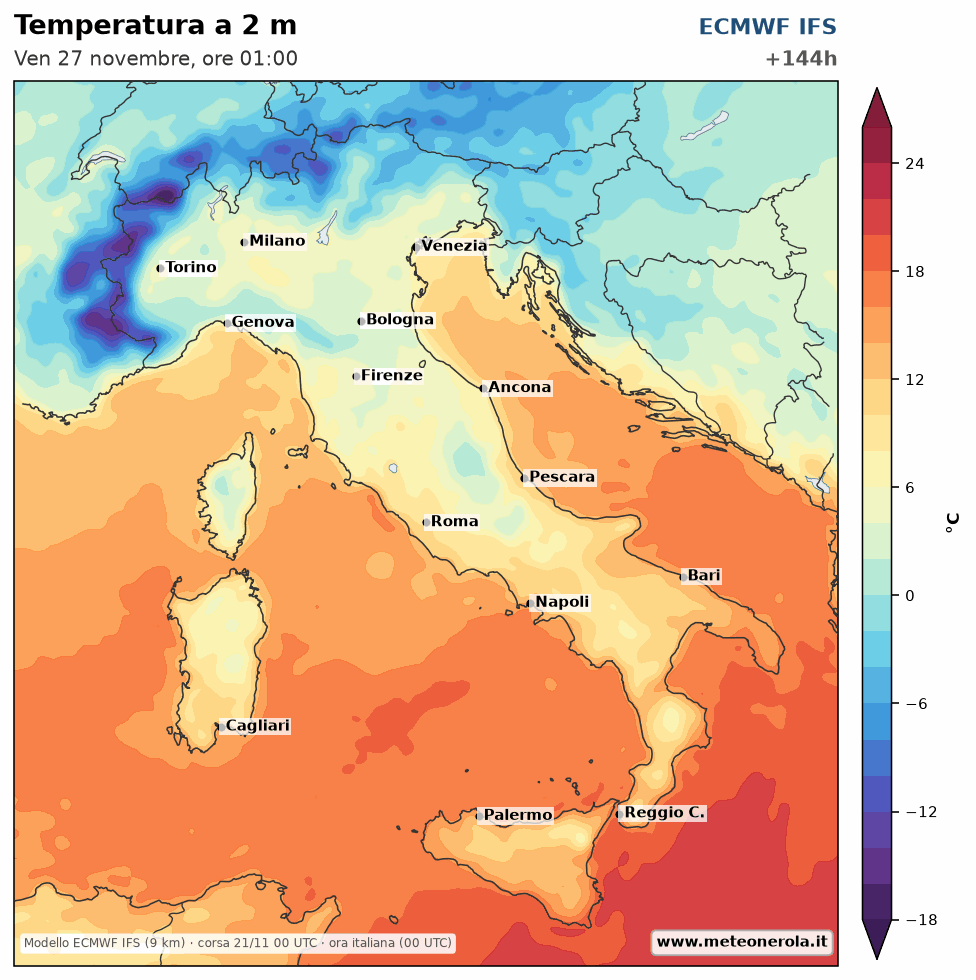 Temperatura a 2 m
ECMWF IFS
Ven 27 novembre, ore 01:00
+144h
Milano
Venezia
Torino
Genova
Bologna
Firenze
Ancona
Pescara
Roma
Bari
Napoli
Cagliari
Palermo
Reggio C.
24
18
12
6
0
−6
−12
−18
°C
Modello ECMWF IFS (9 km) · corsa 21/11 00 UTC · ora italiana (00 UTC)
www.meteonerola.it